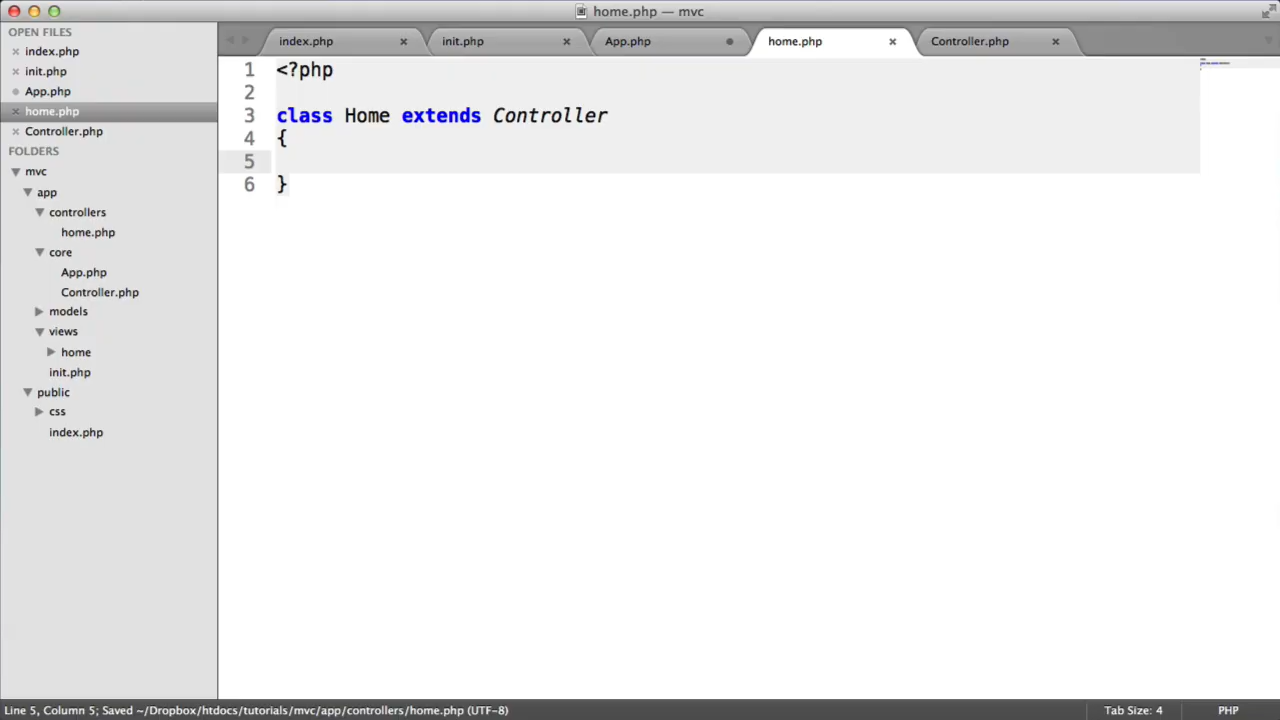 home.php — mvc
OPEN FILES
index.php
init.php
App.php
home.php
Controller.php
FOLDERS
mvc
app
controllers
home.php
core
App.php
Controller.php
models
views
home
init.php
public
css
index.php
index.php
init.php
App.php
home.php
Controller.php
1 <?php
2
3 class Home extends Controller
4 {
5
6 }
Line 5, Column 5; Saved ~/Dropbox/htdocs/tutorials/mvc/app/controllers/home.php (UTF-8)
Tab Size: 4
PHP